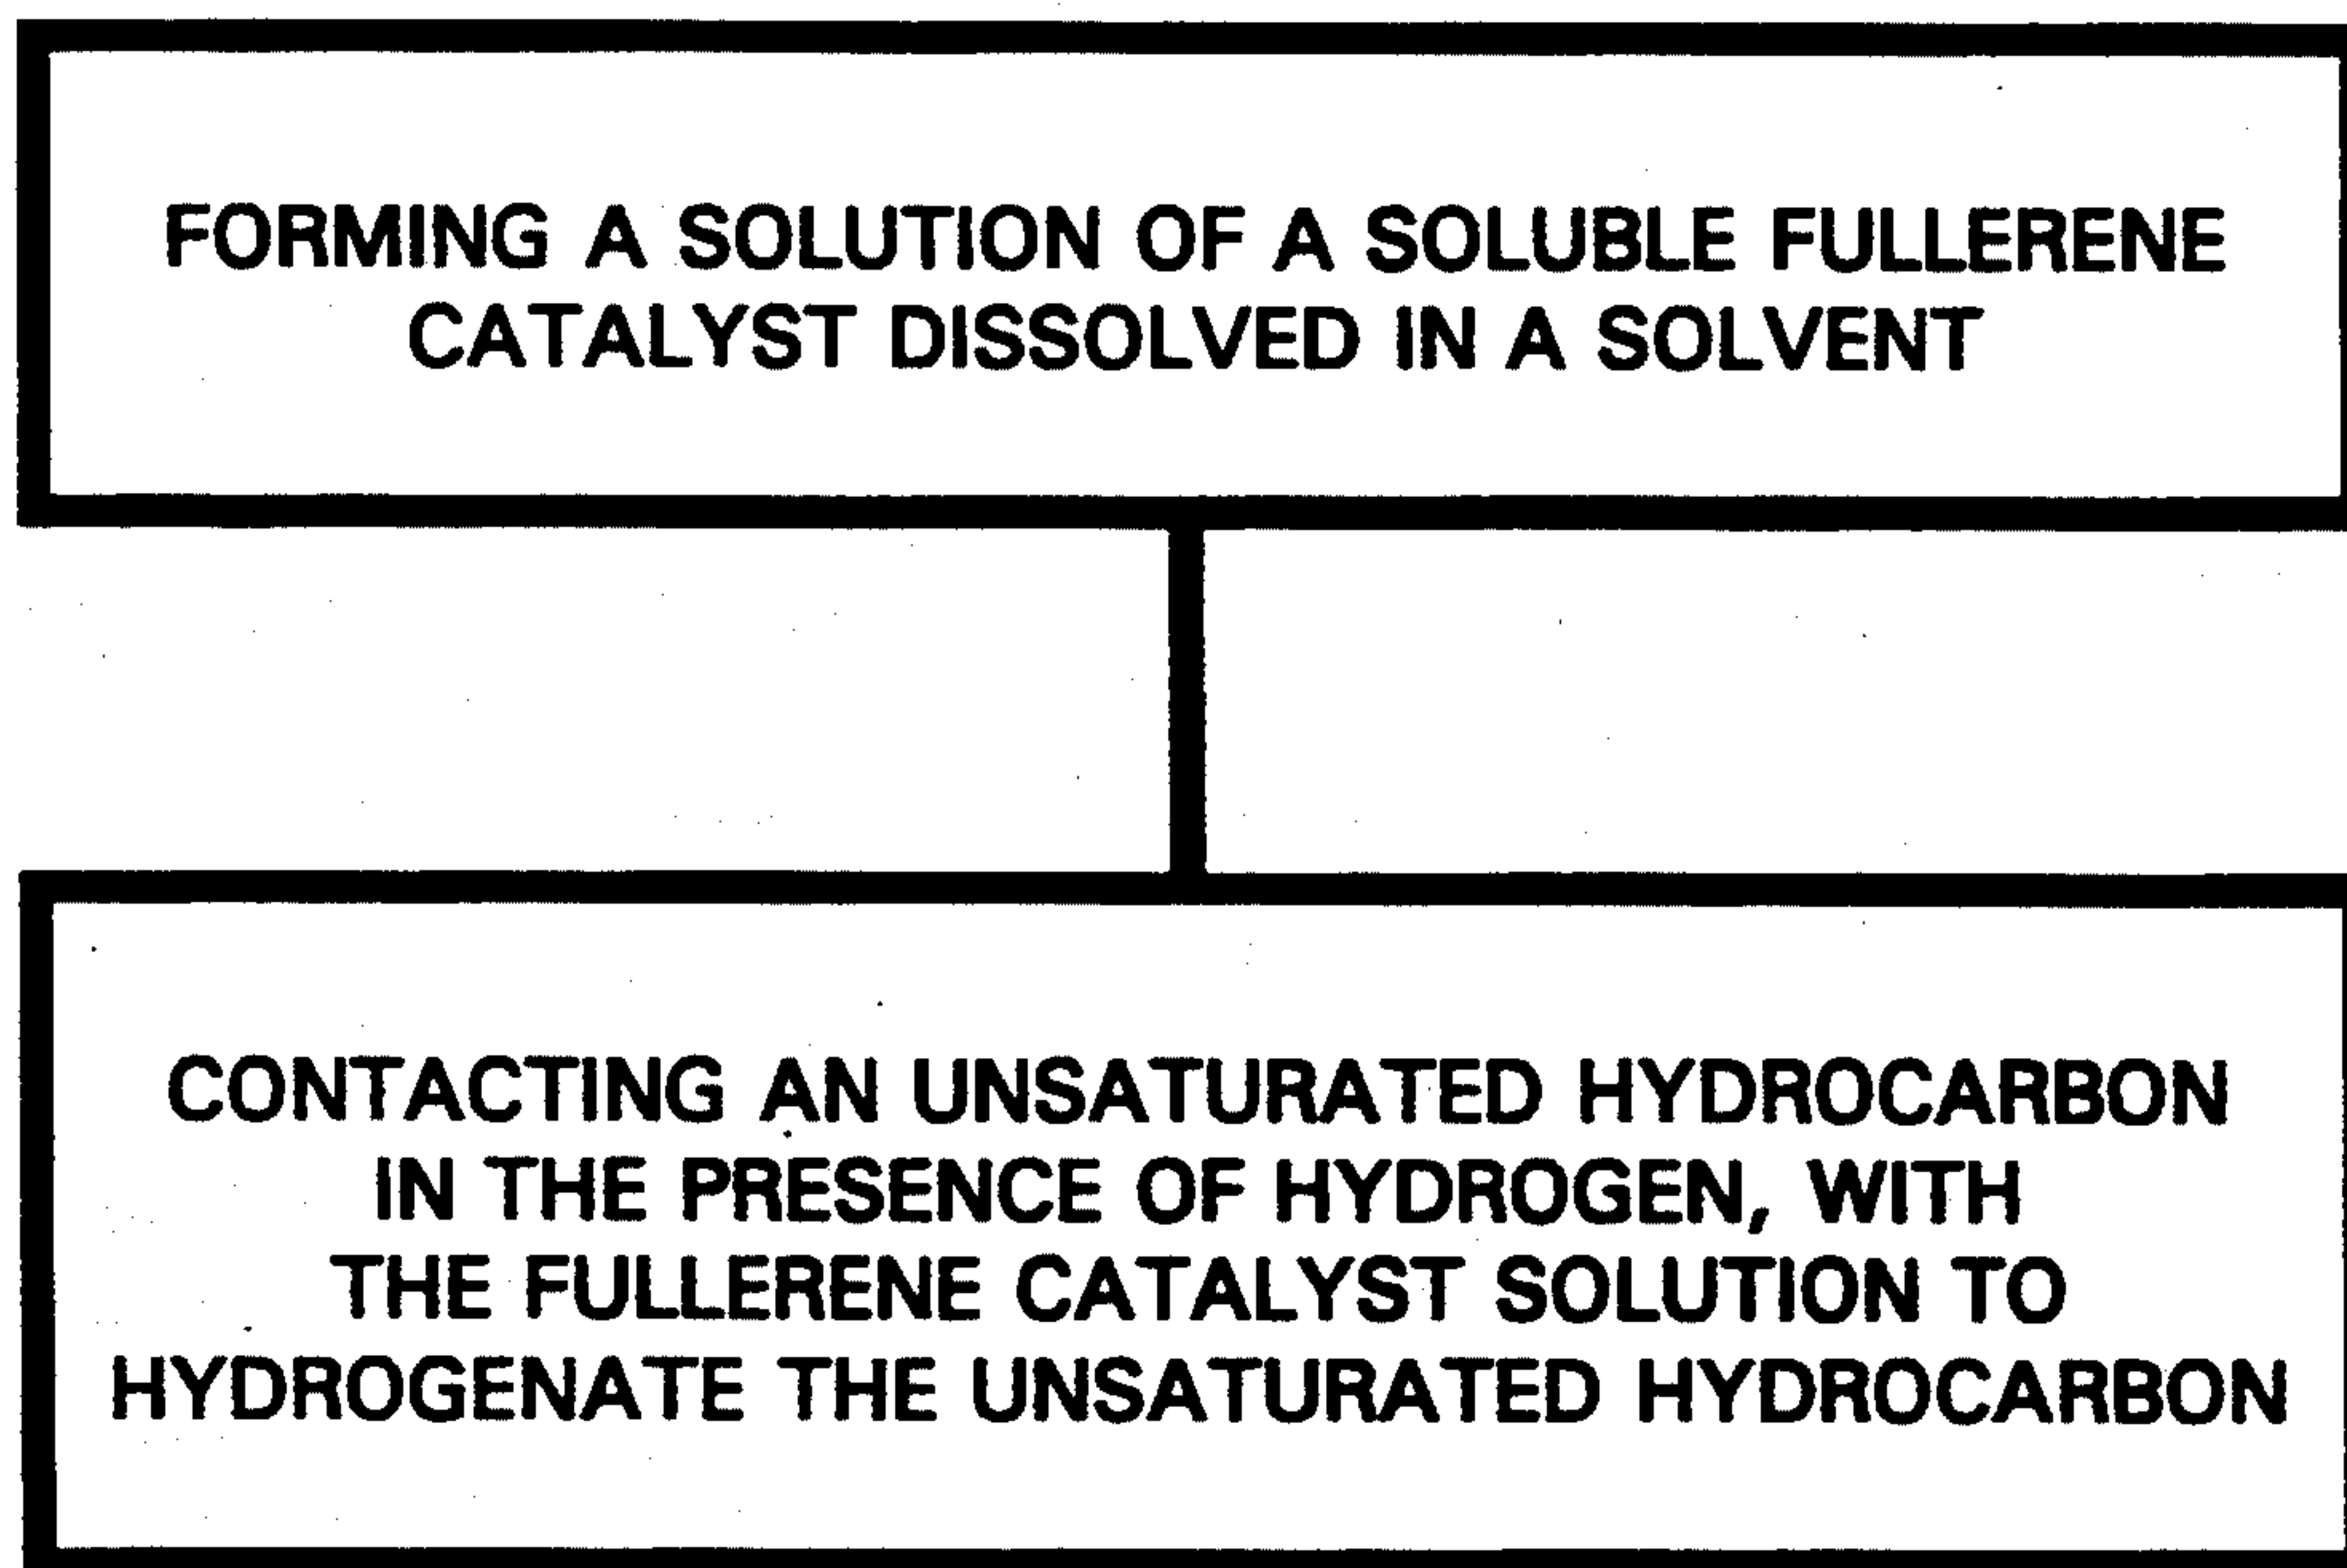 FORMING A SOLUTION OF A SOLUBLE FULLERENE
CATALYST DISSOLVED IN A SOLVENT
CONTACTING AN UNSATURATED HYDROCARBON
IN THE PRESENCE OF HYDROGEN, WITH
THE FULLERENE CATALYST SOLUTION TO
HYDROGENATE THE UNSATURATED HYDROCARBON